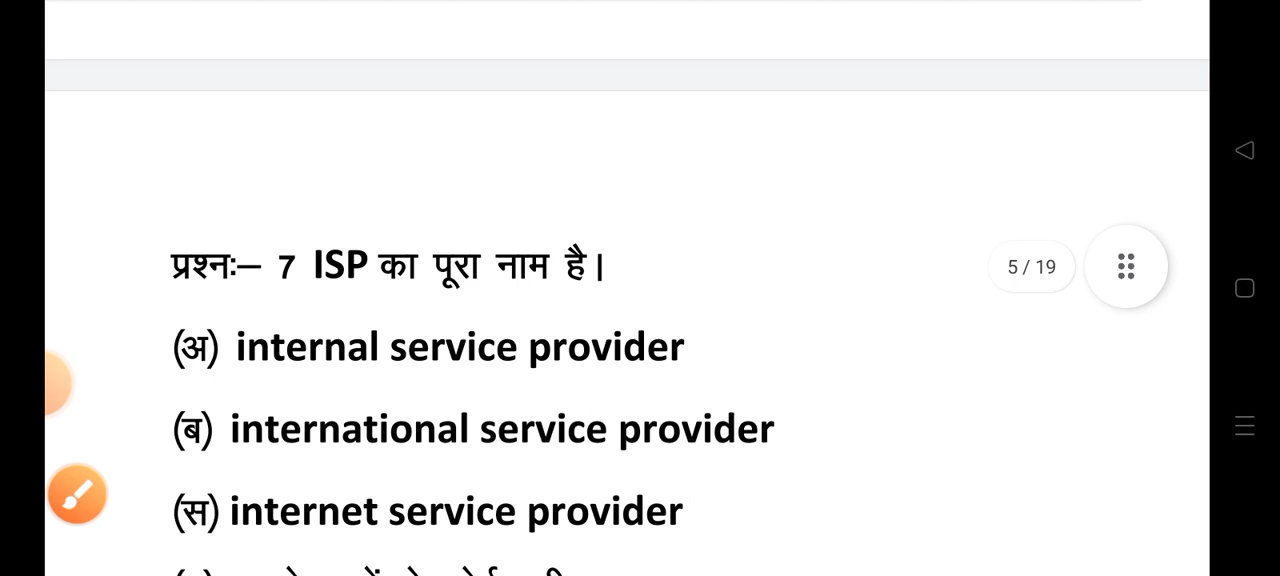 प्रश्नः– 7 ISP का पूरा नाम है।
5 / 19
(अ) internal service provider
(ब) international service provider
(स) internet service provider